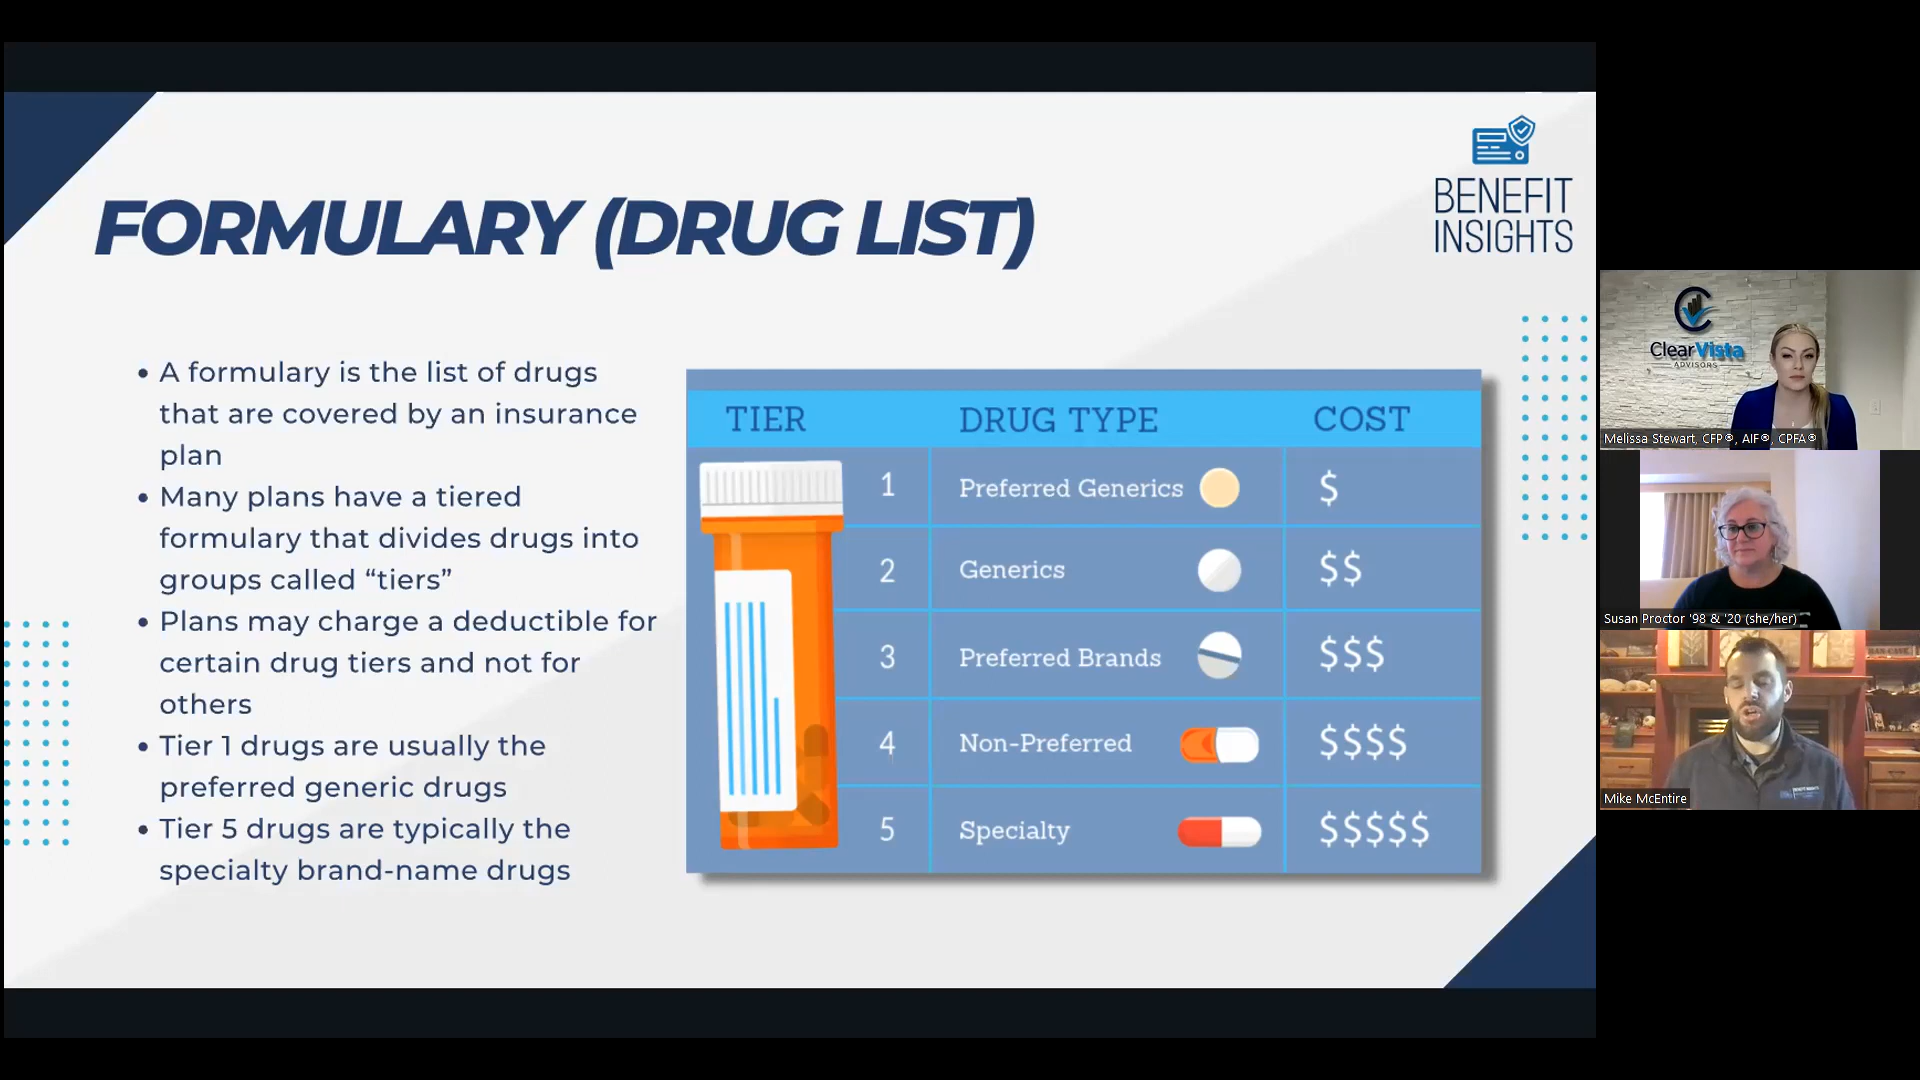 BENEFIT
INSIGHTS
FORMULARY (DRUG LIST)
• A formulary is the list of drugs
that are covered by an insurance
plan
• Many plans have a tiered
formulary that divides drugs into
groups called “tiers”
• Plans may charge a deductible for
certain drug tiers and not for
others
• Tier 1 drugs are usually the
preferred generic drugs
• Tier 5 drugs are typically the
specialty brand-name drugs
TIER DRUG TYPE COST
1 Preferred Generics $
2 Generics $$
3 Preferred Brands $$$
4 Non-Preferred $$$$
5 Specialty $$$$$
ClearVista
ADVISORS
Melissa Stewart, CFP®, AIF®, CPFA®
Susan Proctor '98 & '20 (she/her)
Mike McEntire